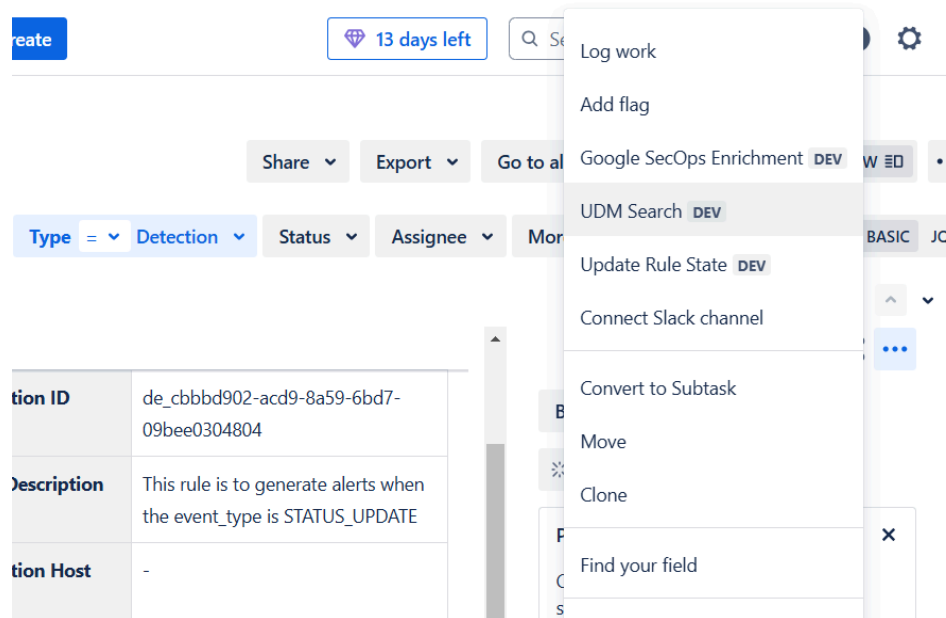 reate
13 days left
Se
Share
Export
Go to al
Type
=
Detection
Status
Assignee
Mor
BASIC
Log work
Add flag
Google SecOps Enrichment DEV
UDM Search DEV
Update Rule State DEV
Connect Slack channel
Convert to Subtask
Move
Clone
Find your field
tion ID
de_cbbbd902-acd9-8a59-6bd7-
09bee0304804
Description
This rule is to generate alerts when
the event_type is STATUS_UPDATE
tion Host
-